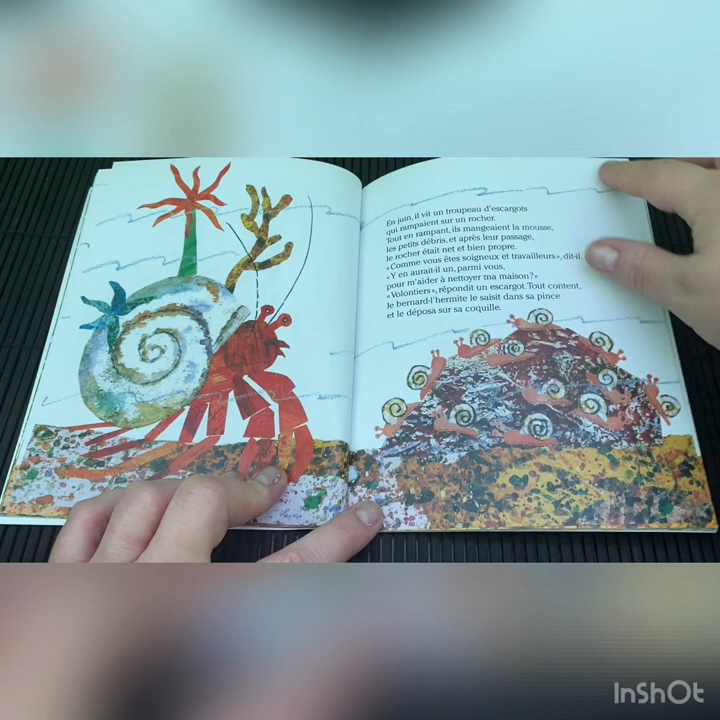 En juin, il vit un troupeau d'escargots
qui rampaient sur un rocher.
Tout en rampant, ils mangeaient la mousse,
les petits débris, et après leur passage,
le rocher était net et bien propre.
«Comme vous êtes soigneux et travailleurs», dit-il.
«Y en aurait-il un, parmi vous,
pour m'aider à nettoyer ma maison?»
«Volontiers», répondit un escargot. Tout content,
le bernard-l'hermite le saisit dans sa pince
et le déposa sur sa coquille.
InShOt